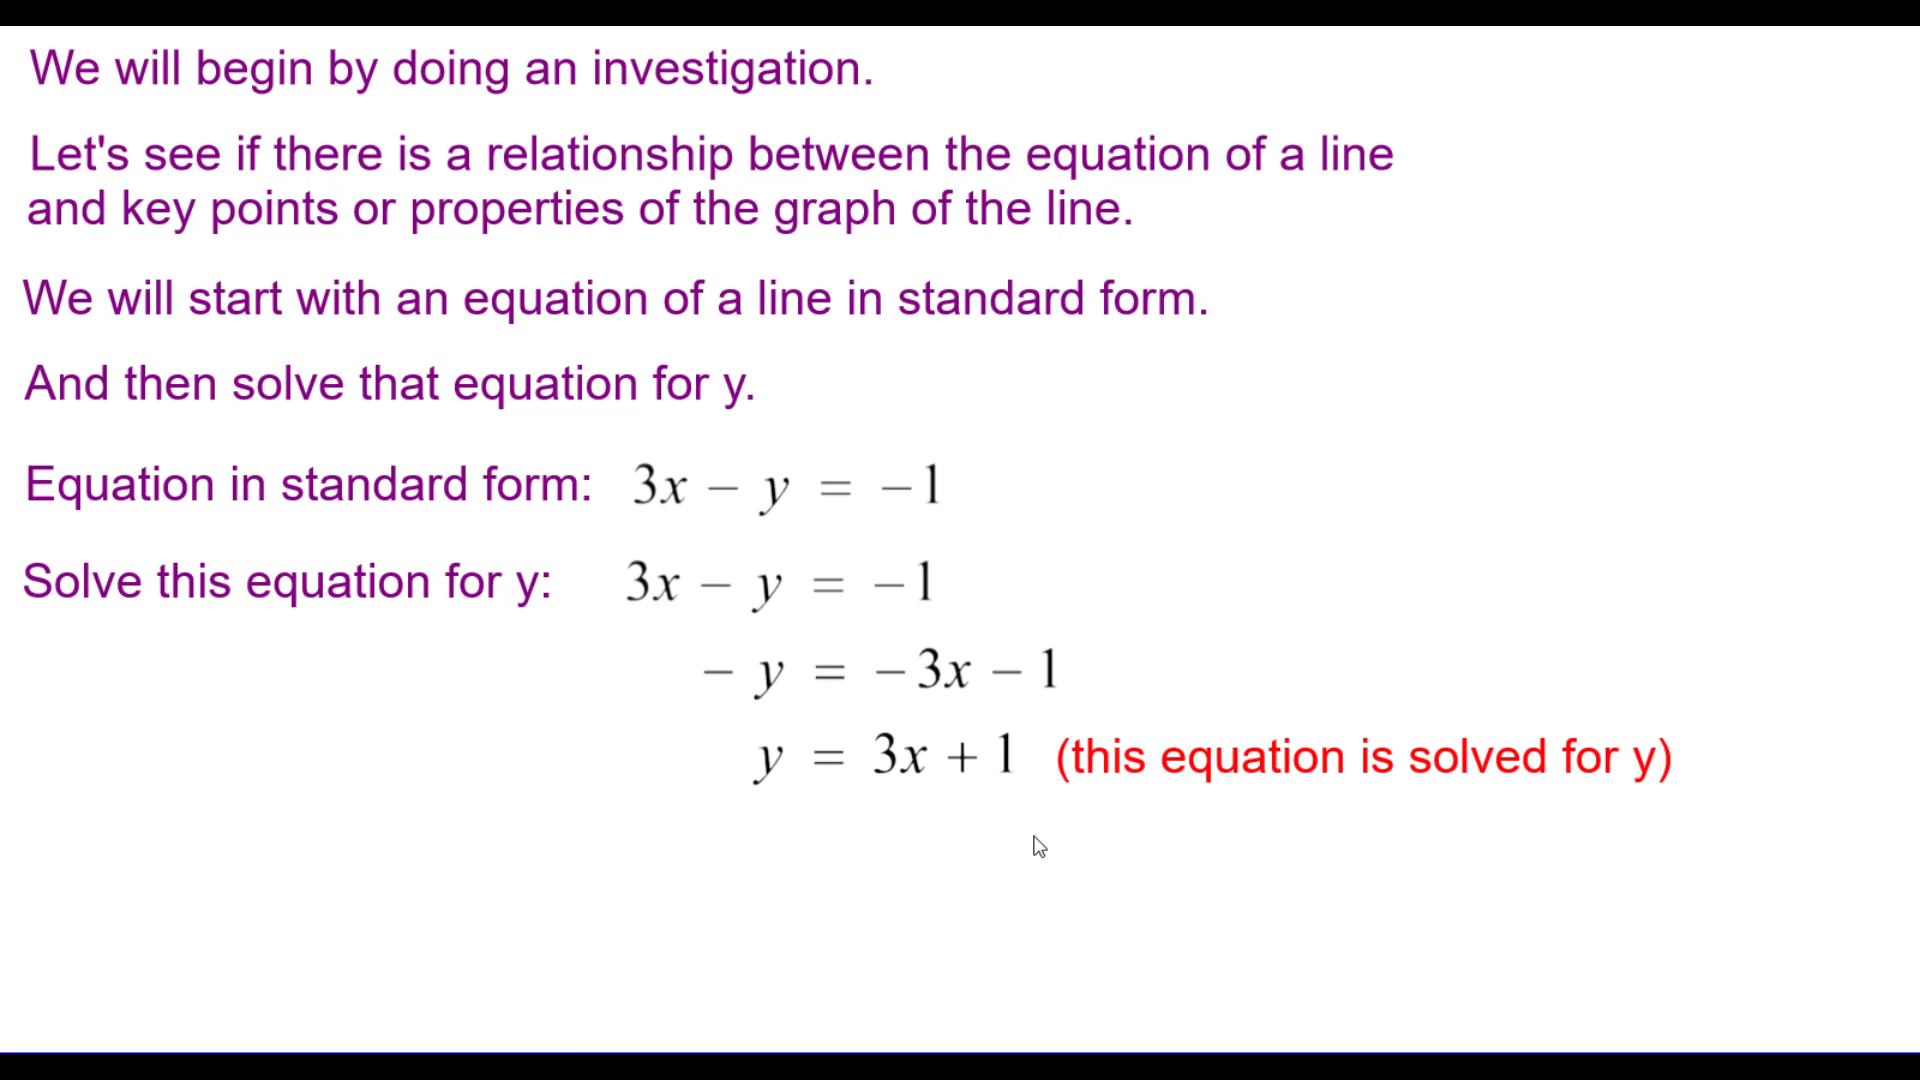 We will begin by doing an investigation.
Let's see if there is a relationship between the equation of a line
and key points or properties of the graph of the line.
We will start with an equation of a line in standard form.
And then solve that equation for y.
Equation in standard form: 3x − y = −1
Solve this equation for y: 3x − y = −1
− y = −3x − 1
y = 3x + 1 (this equation is solved for y)